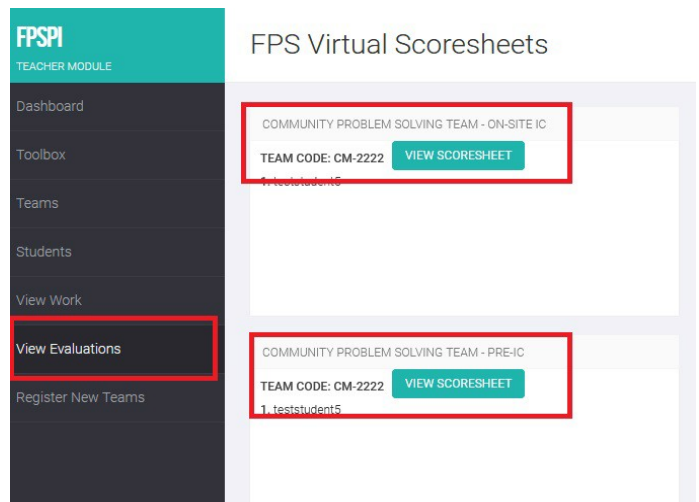 FPSPI
TEACHER MODULE
Dashboard
Toolbox
Teams
Students
View Work
View Evaluations
Register New Teams
FPS Virtual Scoresheets
COMMUNITY PROBLEM SOLVING TEAM - ON-SITE IC
TEAM CODE: CM-2222 VIEW SCORESHEET
1. teststudent5
COMMUNITY PROBLEM SOLVING TEAM - PRE-IC
TEAM CODE: CM-2222 VIEW SCORESHEET
1. teststudent5